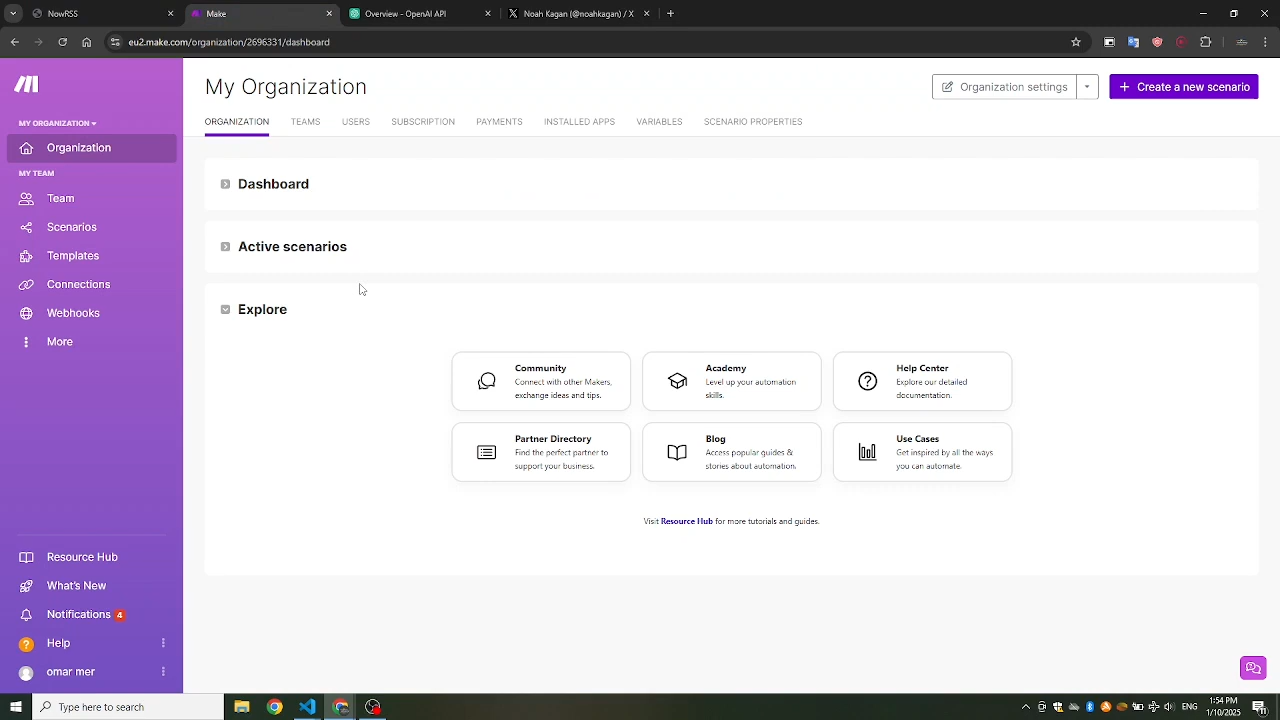 NowRSS
Make
Overview - OpenAI API
Noah Kagan (@noahkagan) / X
eu2.make.com/organization/2696331/dashboard
My Organization
Organization settings
Create a new scenario
ORGANIZATION
TEAMS
USERS
SUBSCRIPTION
PAYMENTS
INSTALLED APPS
VARIABLES
SCENARIO PROPERTIES
MY ORGANIZATION
Organization
MY TEAM
Team
Scenarios
Templates
Connections
Webhooks
More
Resource Hub
What's New
Notifications 4
Help
omar mer
Dashboard
Active scenarios
Explore
Community
Connect with other Makers,
exchange ideas and tips.
Academy
Level up your automation
skills.
Help Center
Explore our detailed
documentation.
Partner Directory
Find the perfect partner to
support your business.
Blog
Access popular guides &
stories about automation.
Use Cases
Get inspired by all the ways
you can automate.
Visit Resource Hub for more tutorials and guides.
Type here to search
1:54 PM
1/10/2025